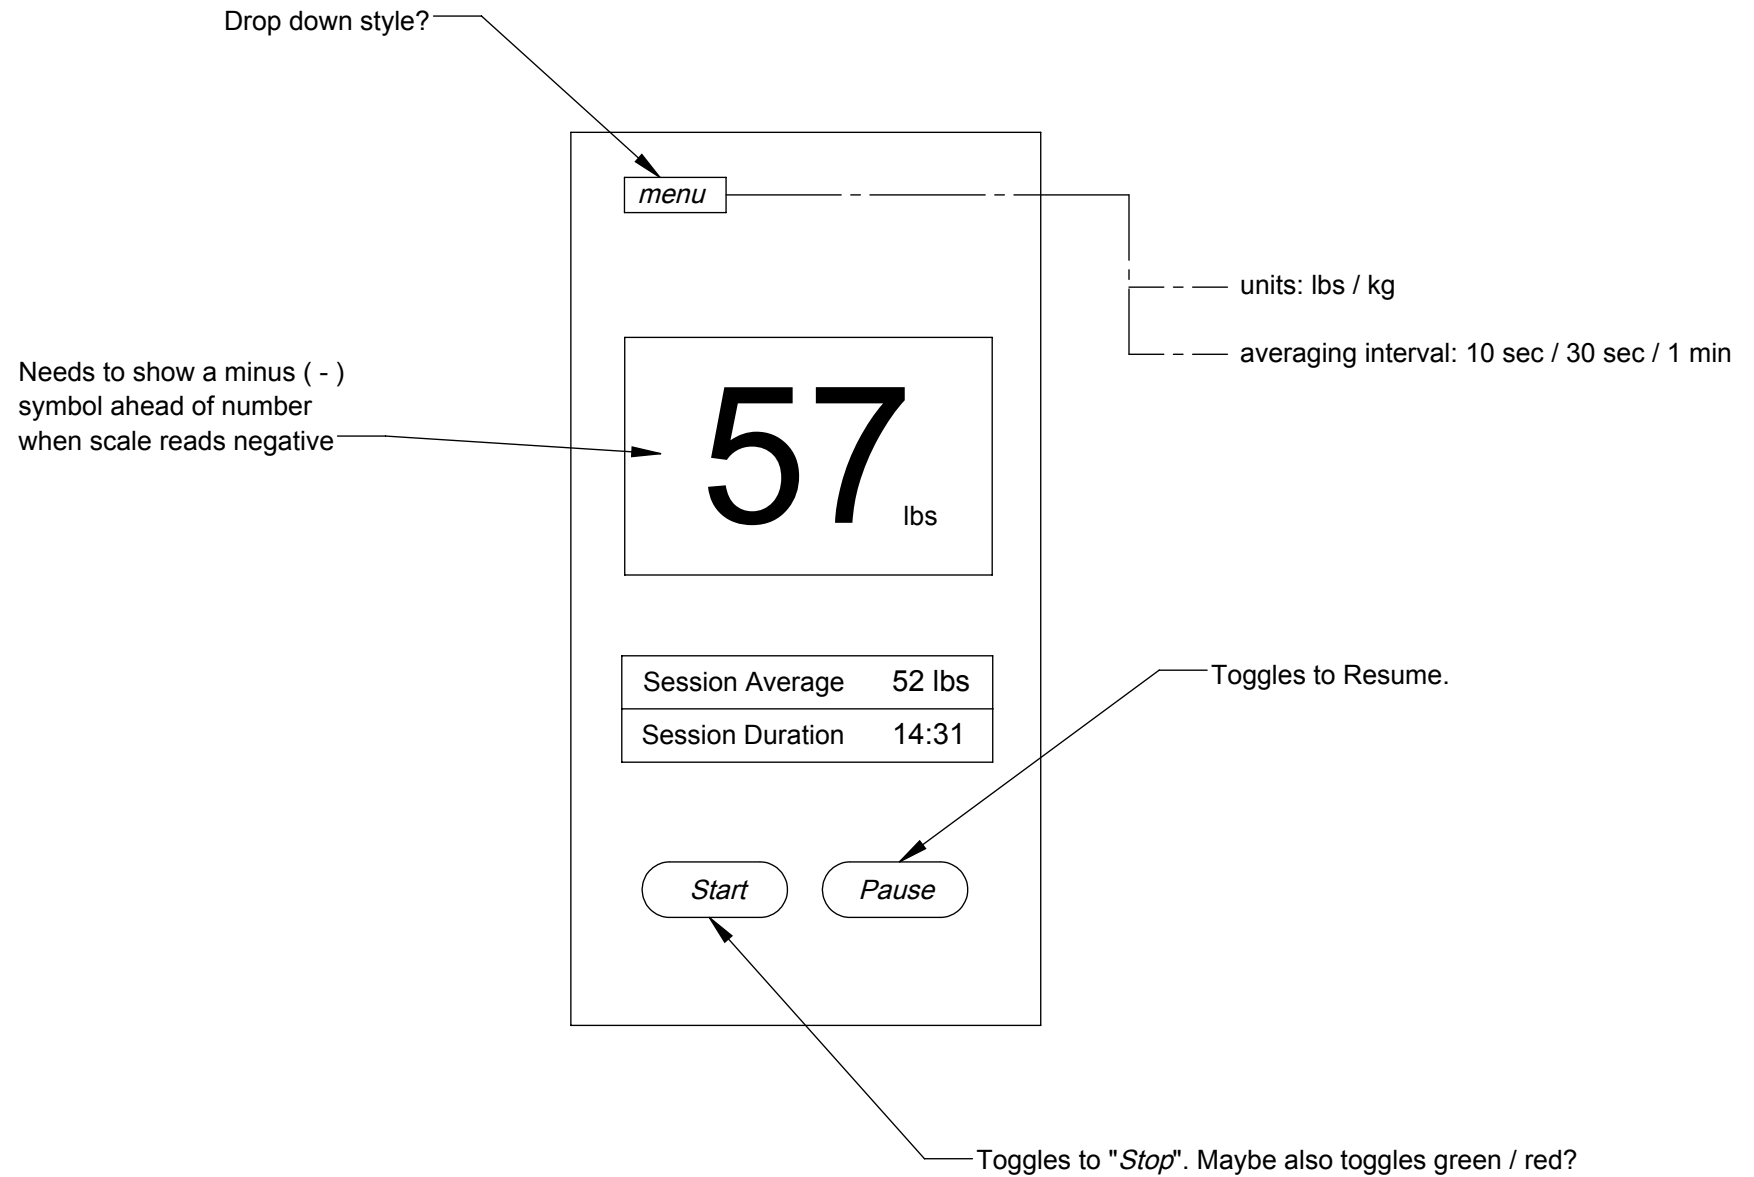 Drop down style?
menu
units: lbs / kg
averaging interval: 10 sec / 30 sec / 1 min
Needs to show a minus ( - )
symbol ahead of number
when scale reads negative
57
lbs
Session Average 52 lbs
Session Duration 14:31
Toggles to Resume.
Start
Pause
Toggles to "Stop". Maybe also toggles green / red?